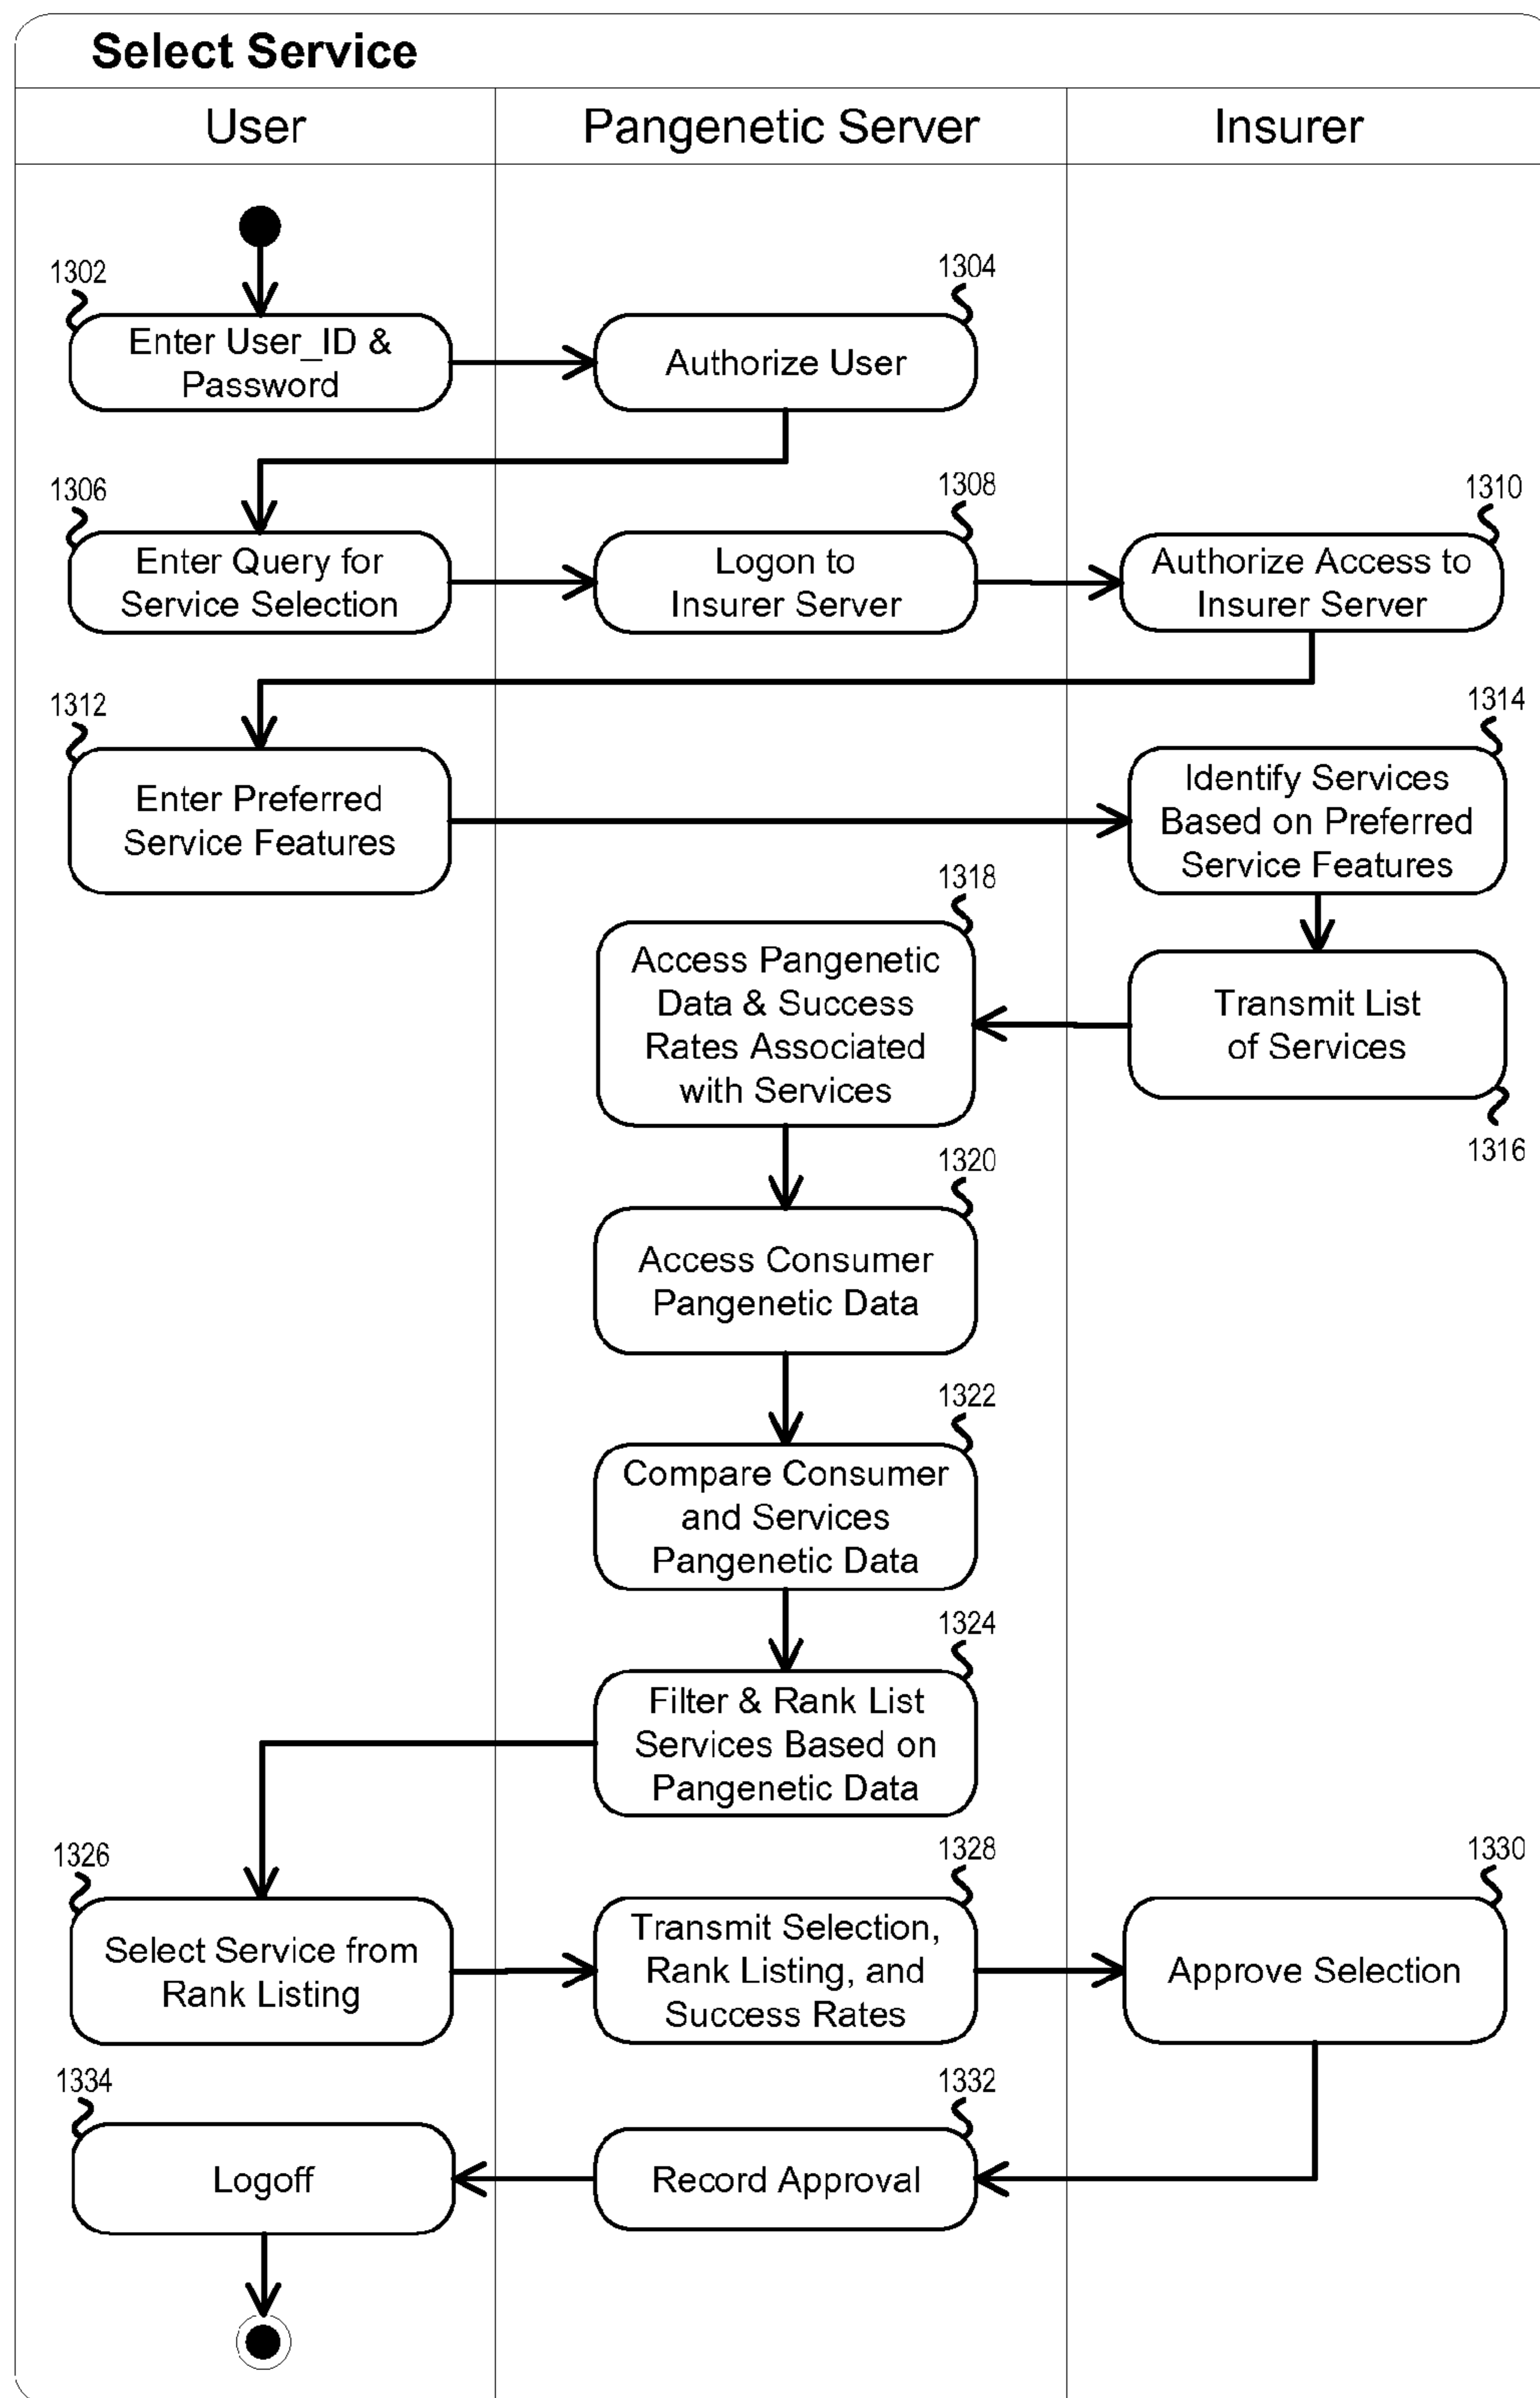 Select Service
User
Pangenetic Server
Insurer
1302
Enter User_ID &
Password
1304
Authorize User
1306
Enter Query for
Service Selection
1308
Logon to
Insurer Server
1310
Authorize Access to
Insurer Server
1312
Enter Preferred
Service Features
1314
Identify Services
Based on Preferred
Service Features
Transmit List
of Services
1316
1318
Access Pangenetic
Data & Success
Rates Associated
with Services
1320
Access Consumer
Pangenetic Data
1322
Compare Consumer
and Services
Pangenetic Data
1324
Filter & Rank List
Services Based on
Pangenetic Data
1326
Select Service from
Rank Listing
1328
Transmit Selection,
Rank Listing, and
Success Rates
1330
Approve Selection
1332
Record Approval
1334
Logoff